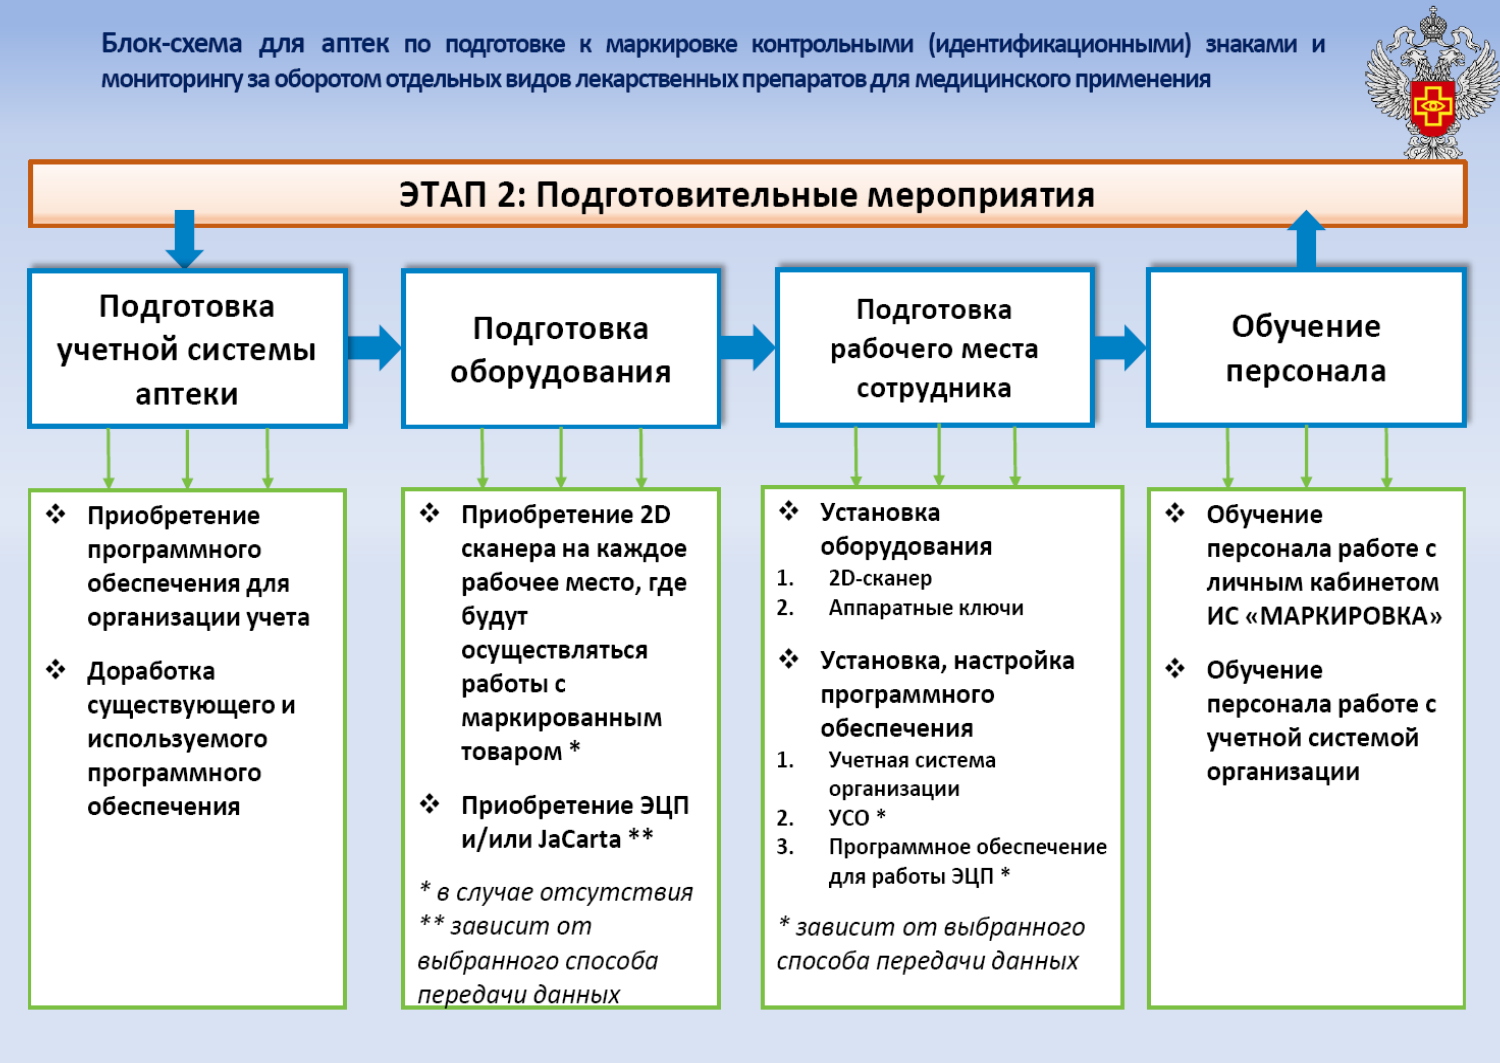 Блок-схема для аптек по подготовке к маркировке контрольными (идентификационными) знаками и
мониторингу за оборотом отдельных видов лекарственных препаратов для медицинского применения
ЭТАП 2: Подготовительные мероприятия
Подготовка
учетной системы
аптеки
Подготовка
оборудования
Подготовка
рабочего места
сотрудника
Обучение
персонала
❖ Приобретение
программного
обеспечения для
организации учета
❖ Доработка
существующего и
используемого
программного
обеспечения
❖ Приобретение 2D
сканера на каждое
рабочее место, где
будут
осуществляться
работы с
маркированным
товаром *
❖ Приобретение ЭЦП
и/или JaCarta **
* в случае отсутствия
** зависит от
выбранного способа
передачи данных
❖ Установка
оборудования
1. 2D-сканер
2. Аппаратные ключи
❖ Установка, настройка
программного
обеспечения
1. Учетная система
организации
2. УСО *
3. Программное обеспечение
для работы ЭЦП *
* зависит от выбранного
способа передачи данных
❖ Обучение
персонала работе с
личным кабинетом
ИС «МАРКИРОВКА»
❖ Обучение
персонала работе с
учетной системой
организации